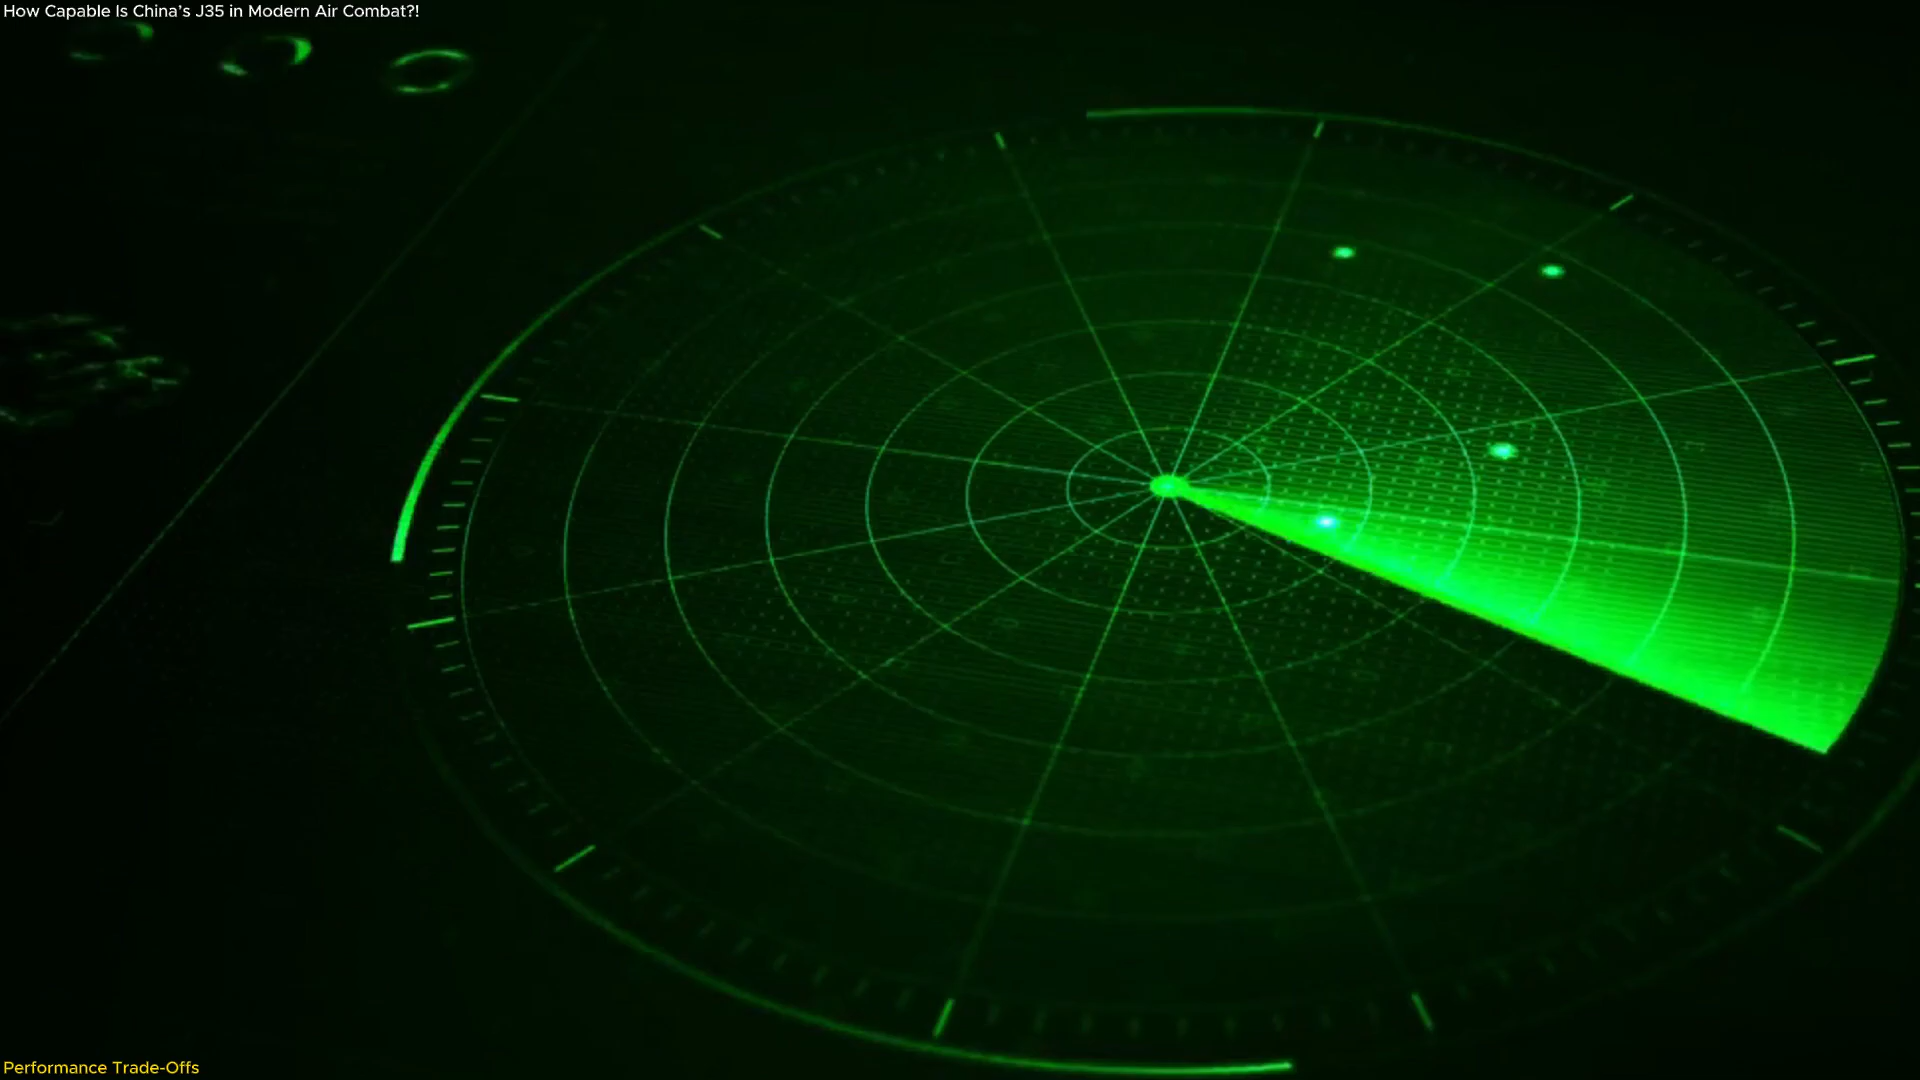 How Capable Is China's J35 in Modern Air Combat?!
Performance Trade-Offs